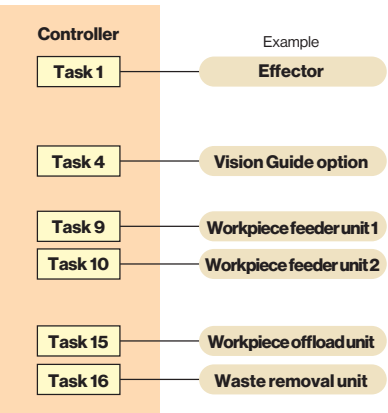 Controller
Example
Task 1
Effector
Task 4
Vision Guide option
Task 9
Workpiece feeder unit 1
Task 10
Workpiece feeder unit 2
Task 15
Workpiece offload unit
Task 16
Waste removal unit